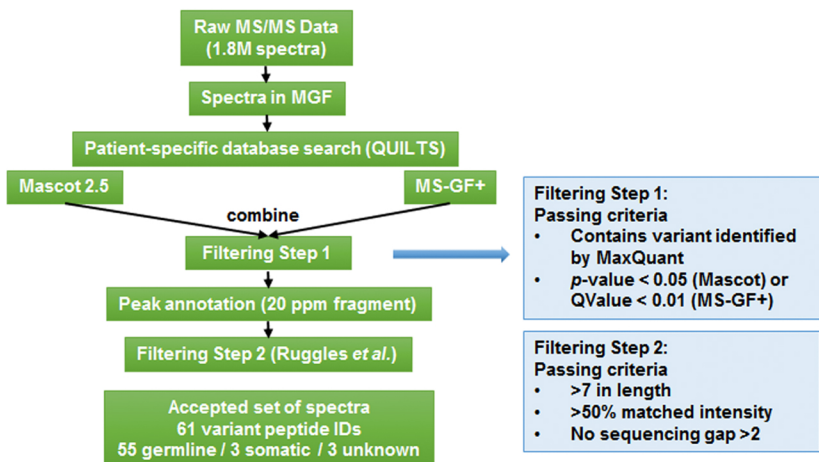 Raw MS/MS Data
(1.8M spectra)
Spectra in MGF
Patient-specific database search (QUILTS)
Mascot 2.5
MS-GF+
combine
Filtering Step 1
Peak annotation (20 ppm fragment)
Filtering Step 2 (Ruggles et al.)
Accepted set of spectra
61 variant peptide IDs
55 germline / 3 somatic / 3 unknown
Filtering Step 1:
Passing criteria
• Contains variant identified
by MaxQuant
• p-value < 0.05 (Mascot) or
QValue < 0.01 (MS-GF+)
Filtering Step 2:
Passing criteria
• >7 in length
• >50% matched intensity
• No sequencing gap >2